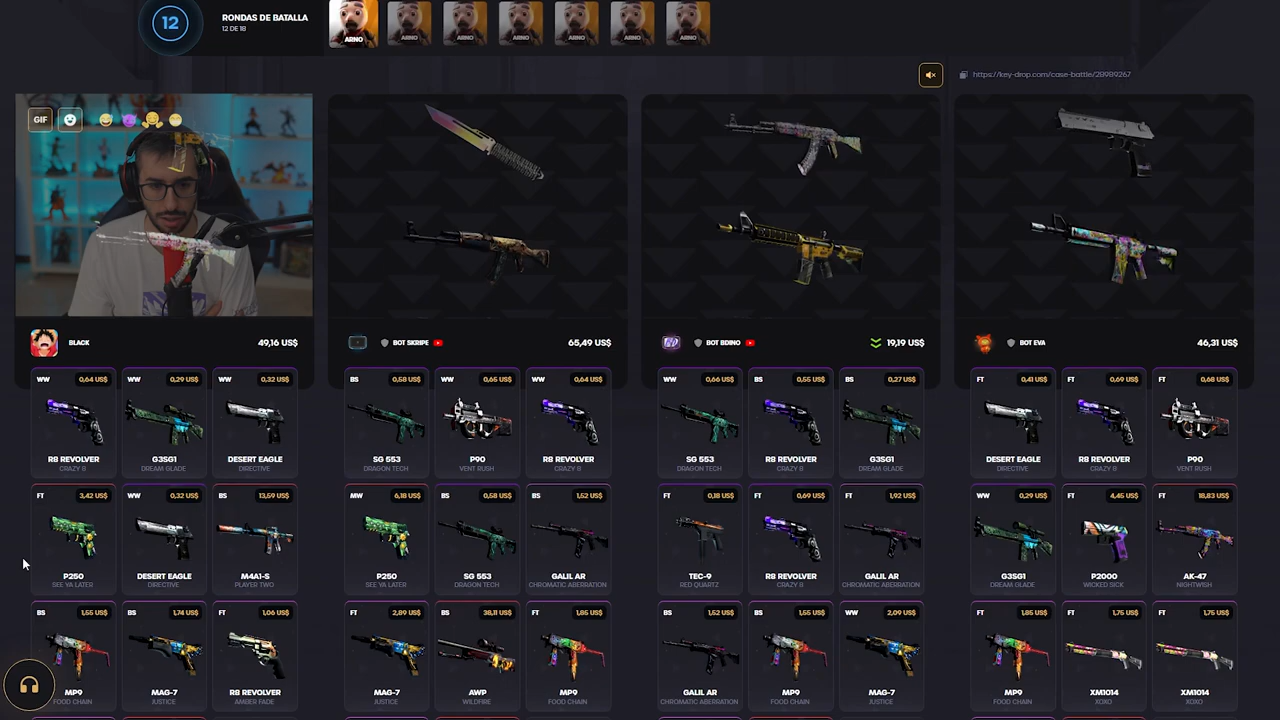 12
RONDAS DE BATALLA
12 DE 18
ARNO
ARNO
ARNO
ARNO
ARNO
ARNO
ARNO
https://key-drop.com/case-battle/28989267
GIF
BLACK
49,16 US$
BOT SKRIPE
65,49 US$
BOT BDINO
19,19 US$
BOT EVA
46,31 US$
WW 0,64 US$
WW 0,29 US$
WW 0,32 US$
BS 0,58 US$
WW 0,65 US$
WW 0,64 US$
WW 0,66 US$
BS 0,55 US$
BS 0,27 US$
FT 0,41 US$
FT 0,69 US$
FT 0,68 US$
R8 REVOLVER
G3SG1
DESERT EAGLE
SG 553
P90
R8 REVOLVER
SG 553
R8 REVOLVER
G3SG1
DESERT EAGLE
R8 REVOLVER
P90
CRAZY 8
DREAM GLADE
DIRECTIVE
DRAGON TECH
VENT RUSH
CRAZY 8
DRAGON TECH
CRAZY 8
DREAM GLADE
DIRECTIVE
CRAZY 8
VENT RUSH
FT 3,42 US$
WW 0,32 US$
BS 13,59 US$
MW 6,18 US$
BS 0,58 US$
BS 1,52 US$
FT 0,18 US$
FT 0,69 US$
FT 1,92 US$
WW 0,29 US$
FT 4,45 US$
FT 18,83 US$
P250
DESERT EAGLE
M4A1-S
P250
SG 553
GALIL AR
TEC-9
R8 REVOLVER
GALIL AR
G3SG1
P2000
AK-47
SEE YA LATER
DIRECTIVE
PLAYER TWO
SEE YA LATER
DRAGON TECH
CHROMATIC ABERRATION
RED QUARTZ
CRAZY 8
CHROMATIC ABERRATION
DREAM GLADE
WICKED SICK
NIGHTWISH
BS 1,55 US$
BS 1,74 US$
FT 1,06 US$
FT 2,89 US$
BS 38,11 US$
FT 1,85 US$
BS 1,52 US$
BS 1,55 US$
WW 2,09 US$
FT 1,85 US$
FT 1,75 US$
FT 1,75 US$
MP9
MAG-7
R8 REVOLVER
MAG-7
AWP
MP9
GALIL AR
MP9
MAG-7
MP9
XM1014
XM1014
FOOD CHAIN
JUSTICE
AMBER FADE
JUSTICE
WILDFIRE
FOOD CHAIN
CHROMATIC ABERRATION
FOOD CHAIN
JUSTICE
FOOD CHAIN
XOXO
XOXO